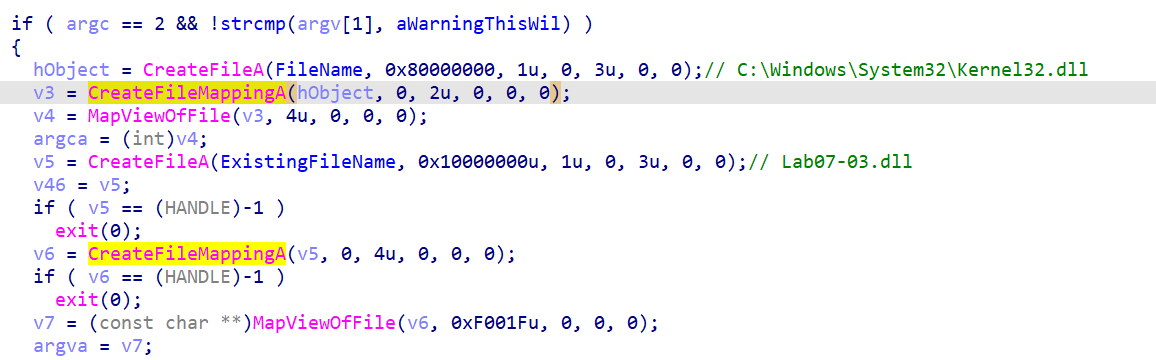 if ( argc == 2 && !strcmp(argv[1], aWarningThisWil) )
{
  hObject = CreateFileA(FileName, 0x80000000, 1u, 0, 3u, 0, 0);// C:\Windows\System32\Kernel32.dll
  v3 = CreateFileMappingA(hObject, 0, 2u, 0, 0, 0);
  v4 = MapViewOfFile(v3, 4u, 0, 0, 0);
  argca = (int)v4;
  v5 = CreateFileA(ExistingFileName, 0x10000000u, 1u, 0, 3u, 0, 0);// Lab07-03.dll
  v46 = v5;
  if ( v5 == (HANDLE)-1 )
    exit(0);
  v6 = CreateFileMappingA(v5, 0, 4u, 0, 0, 0);
  if ( v6 == (HANDLE)-1 )
    exit(0);
  v7 = (const char **)MapViewOfFile(v6, 0xF001Fu, 0, 0, 0);
  argva = v7;